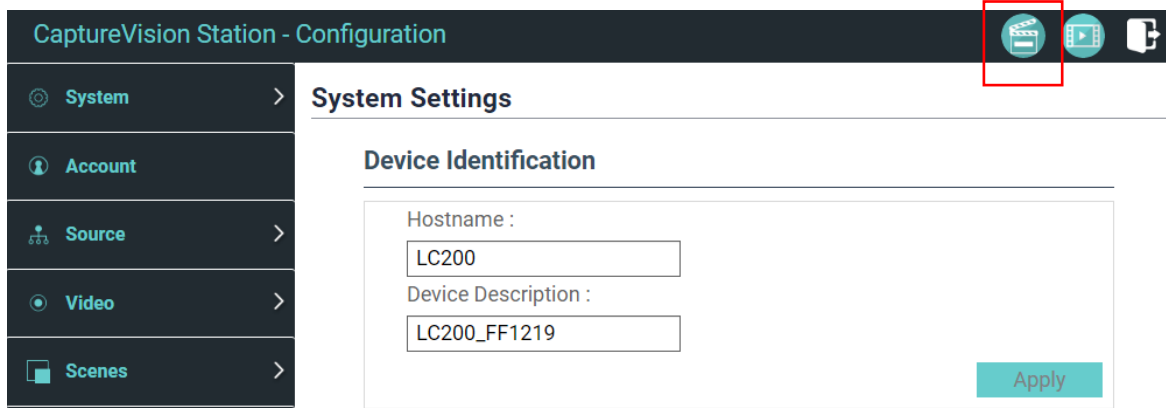 CaptureVision Station - Configuration
System
Account
Source
Video
Scenes
System Settings
Device Identification
Hostname :
LC200
Device Description :
LC200_FF1219
Apply